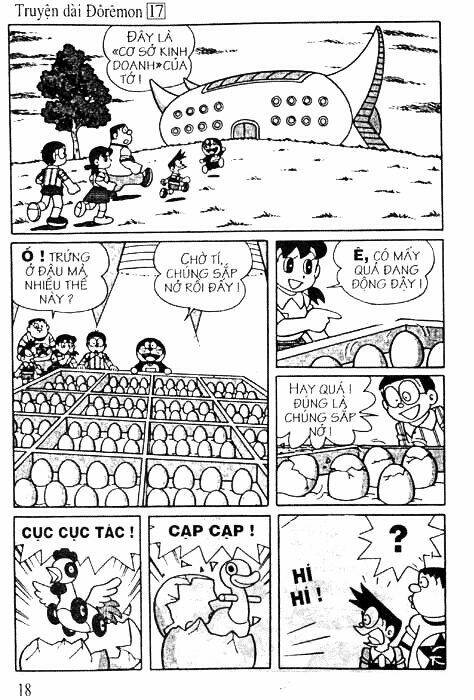 Truyện dài Đôrêmon 17
ĐÂY LÀ
«CƠ SỞ KINH
DOANH» CỦA
TỚ !
Ó ! TRỨNG
Ở ĐÂU MÀ
NHIỀU THẾ
NÀY ?
CHỜ TÍ,
CHÚNG SẮP
NỞ RỒI ĐẤY !
Ê, CÓ MẤY
QUẢ ĐANG
ĐỘNG ĐẬY !
HAY QUÁ !
ĐÚNG LÀ
CHÚNG SẮP
NỞ !
CỤC CỤC TÁC !
CẠP CẠP !
?
HÍ
HÍ !
18